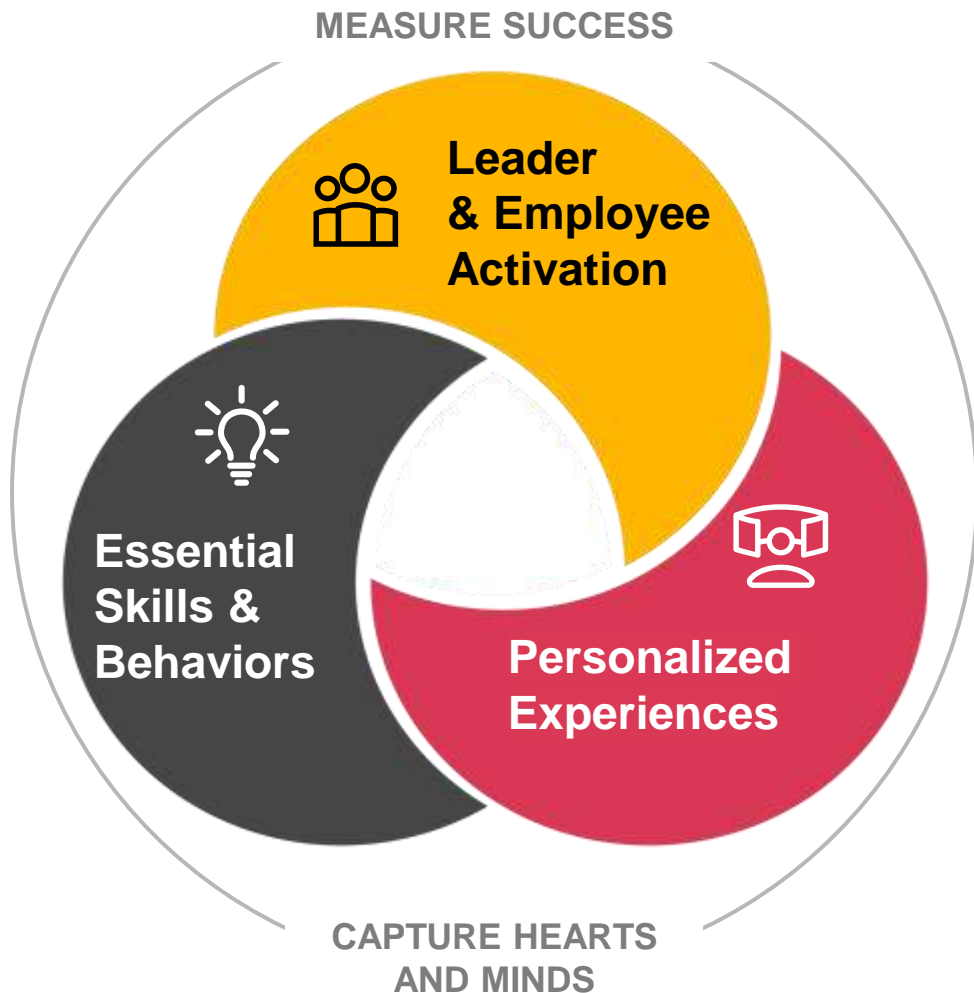 MEASURE SUCCESS
Leader
& Employee
Activation
Essential
Skills &
Behaviors
Personalized
Experiences
CAPTURE HEARTS
AND MINDS